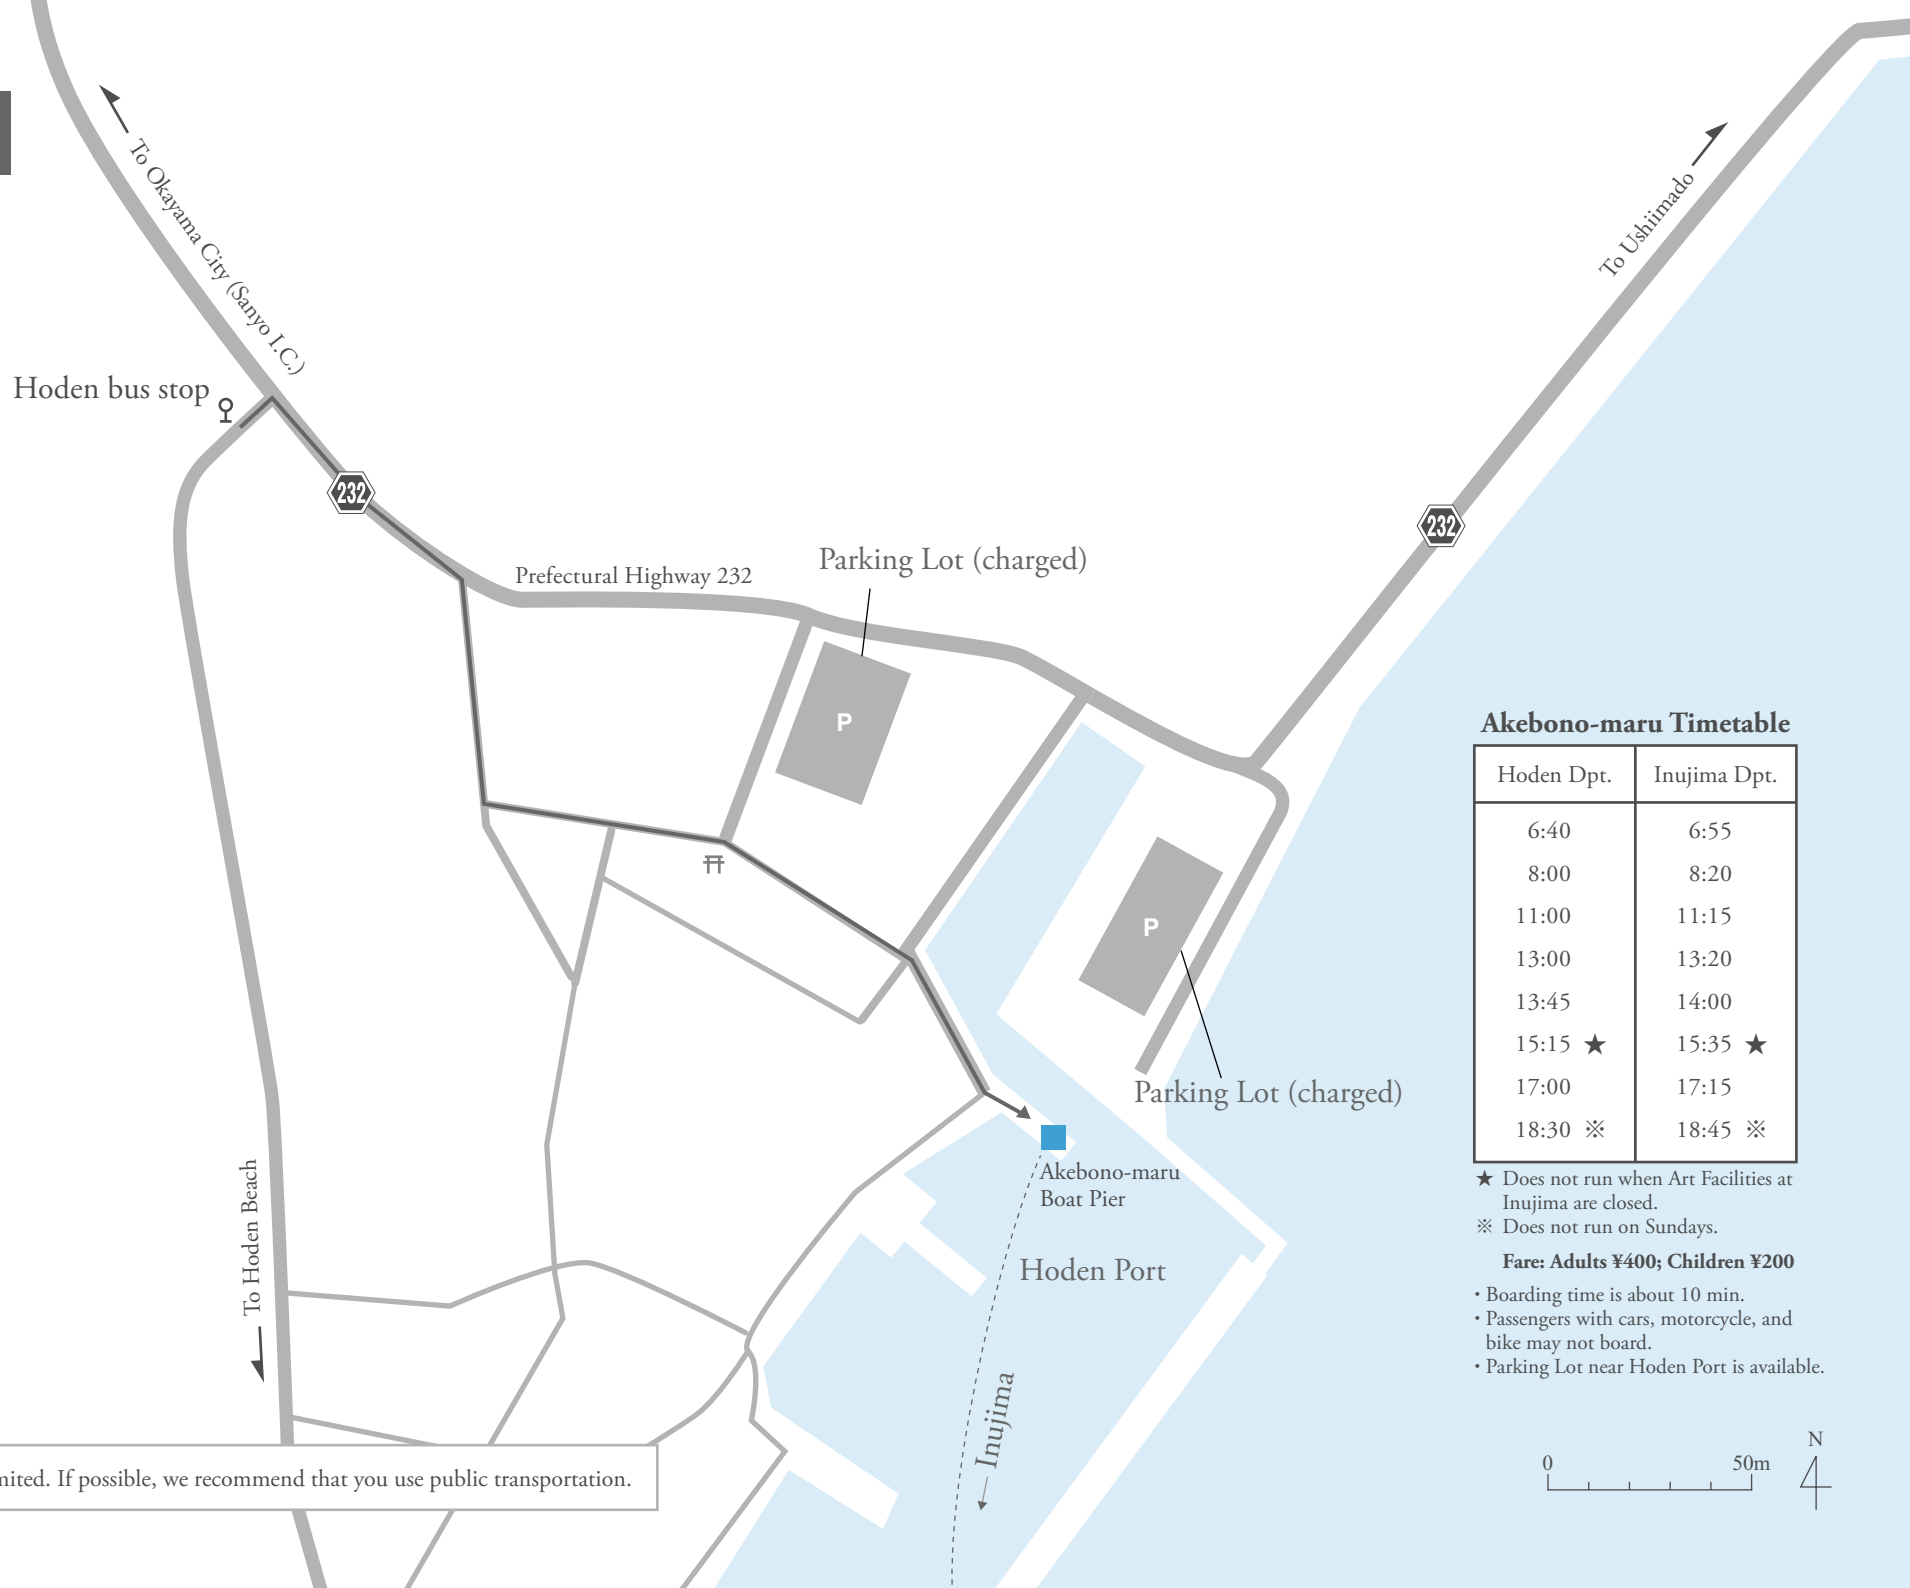 To Okayama City (Sanyo I.C.)
To Ushiimado
Hoden bus stop
232
232
Prefectural Highway 232
Parking Lot (charged)
P
P
Parking Lot (charged)
Akebono-maru
Boat Pier
Hoden Port
← Inujima
To Hoden Beach
Akebono-maru Timetable
Hoden Dpt. Inujima Dpt.
6:40 6:55
8:00 8:20
11:00 11:15
13:00 13:20
13:45 14:00
15:15 ★ 15:35 ★
17:00 17:15
18:30 ※ 18:45 ※
★ Does not run when Art Facilities at
Inujima are closed.
※ Does not run on Sundays.
Fare: Adults ¥400; Children ¥200
・Boarding time is about 10 min.
・Passengers with cars, motorcycle, and
bike may not board.
・Parking Lot near Hoden Port is available.
N
0 50m
If possible, we recommend that you use public transportation.